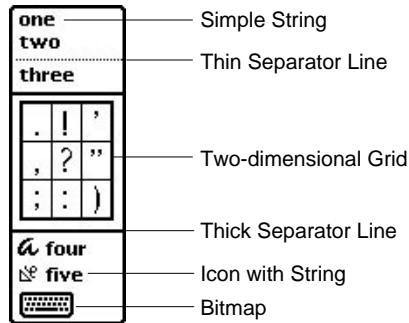 one
Simple String
two
Thin Separator Line
three
. ! ’
, ? ” Two-dimensional Grid
; : )
Thick Separator Line
four
five
Icon with String
Bitmap